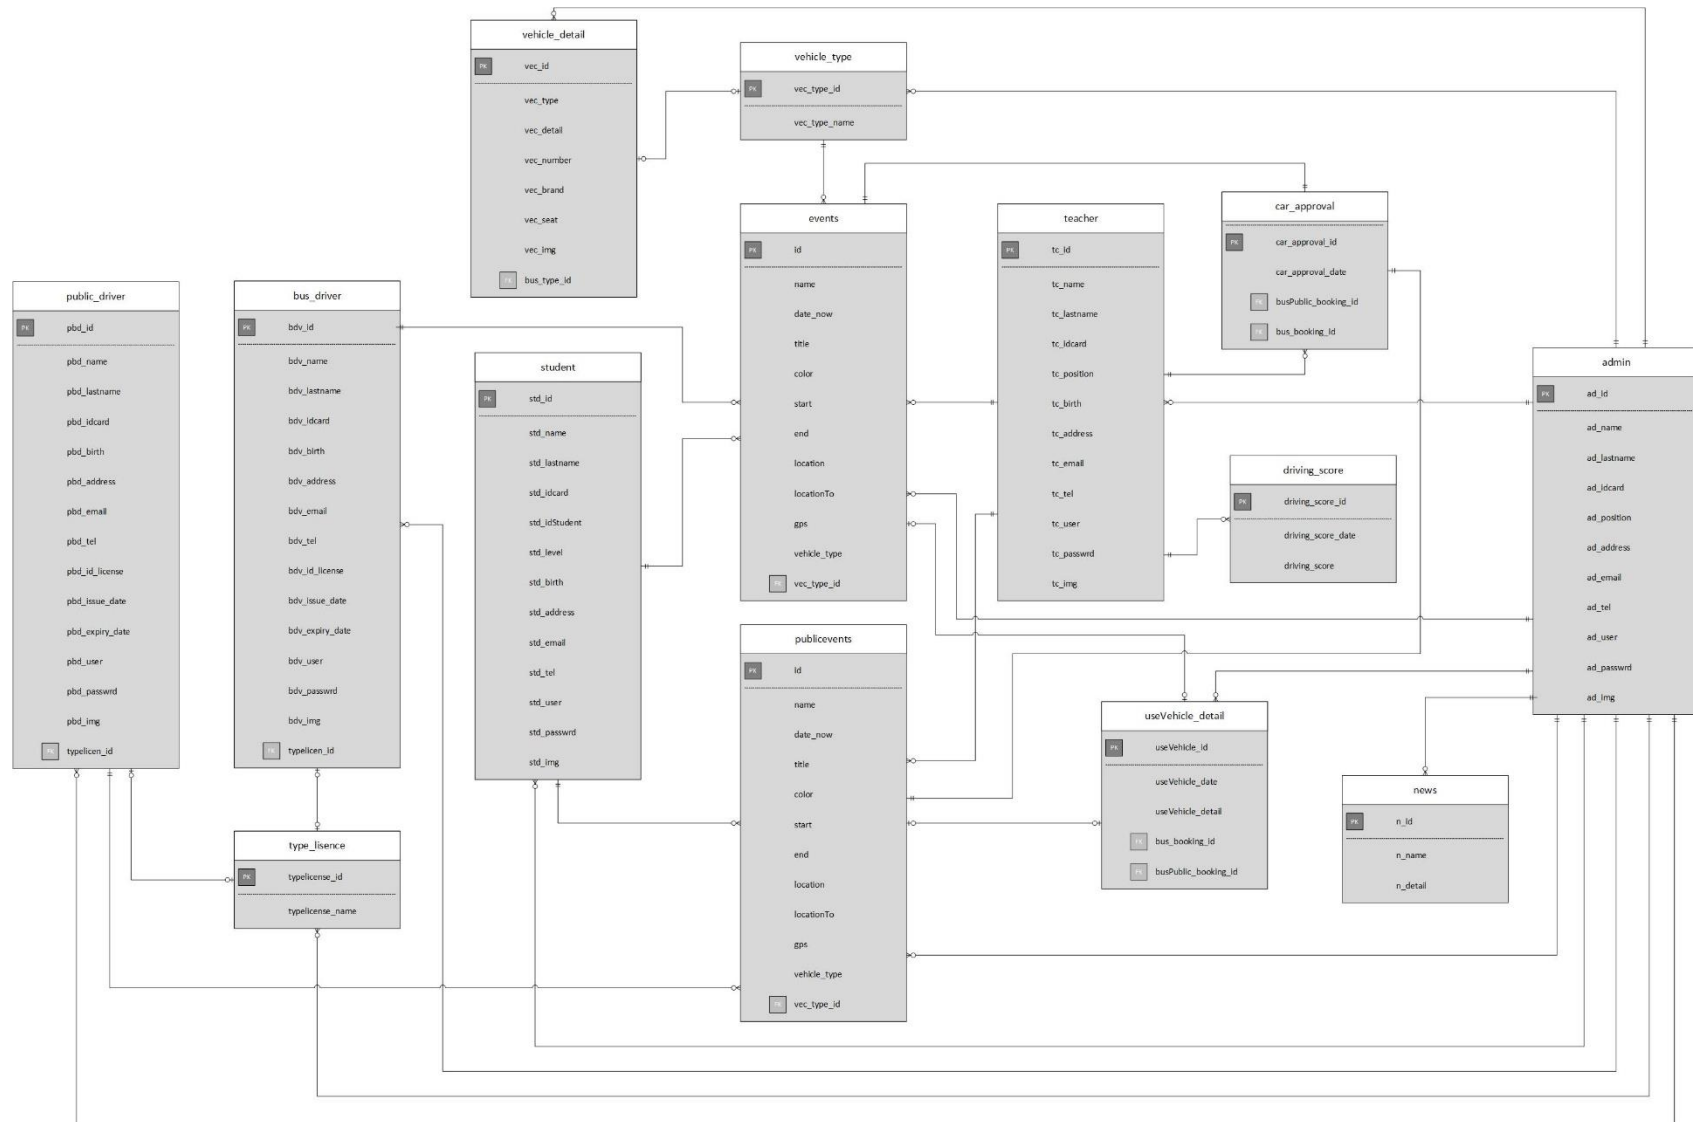 vehicle_detail
PK vec_id
vec_type
vec_detail
vec_number
vec_brand
vec_seat
vec_img
FK bus_type_id
vehicle_type
PK vec_type_id
vec_type_name
events
PK id
name
date_now
title
color
start
end
location
locationTo
gps
vehicle_type
FK vec_type_id
teacher
PK tc_id
tc_name
tc_lastname
tc_idcard
tc_position
tc_birth
tc_address
tc_email
tc_tel
tc_user
tc_passwrd
tc_img
car_approval
PK car_approval_id
car_approval_date
FK busPublic_booking_id
FK bus_booking_id
public_driver
PK pbd_id
pbd_name
pbd_lastname
pbd_idcard
pbd_birth
pbd_address
pbd_email
pbd_tel
pbd_id_license
pbd_issue_date
pbd_expiry_date
pbd_user
pbd_passwrd
pbd_img
FK typelicen_id
bus_driver
PK bdv_id
bdv_name
bdv_lastname
bdv_idcard
bdv_birth
bdv_address
bdv_email
bdv_tel
bdv_id_license
bdv_issue_date
bdv_expiry_date
bdv_user
bdv_passwrd
bdv_img
FK typelicen_id
student
PK std_id
std_name
std_lastname
std_idcard
std_idStudent
std_level
std_birth
std_address
std_email
std_tel
std_user
std_passwrd
std_img
admin
PK ad_id
ad_name
ad_lastname
ad_idcard
ad_position
ad_address
ad_email
ad_tel
ad_user
ad_passwrd
ad_img
driving_score
PK driving_score_id
driving_score_date
driving_score
publicevents
PK id
name
date_now
title
color
start
end
location
locationTo
gps
vehicle_type
FK vec_type_id
useVehicle_detail
PK useVehicle_id
useVehicle_date
useVehicle_detail
FK bus_booking_id
FK busPublic_booking_id
news
PK n_id
n_name
n_detail
type_lisence
PK typelicense_id
typelicense_name